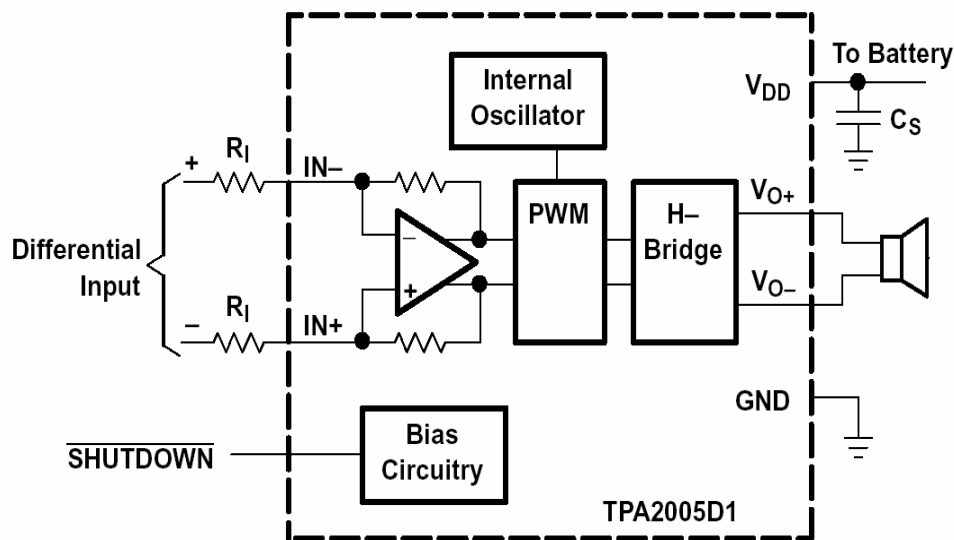 To Battery
Internal
Oscillator
VDD
CS
+ RI IN–
PWM
H–
Bridge
VO+
–
Differential
Input
VO–
+
– RI IN+
GND
Bias
Circuitry
SHUTDOWN
TPA2005D1